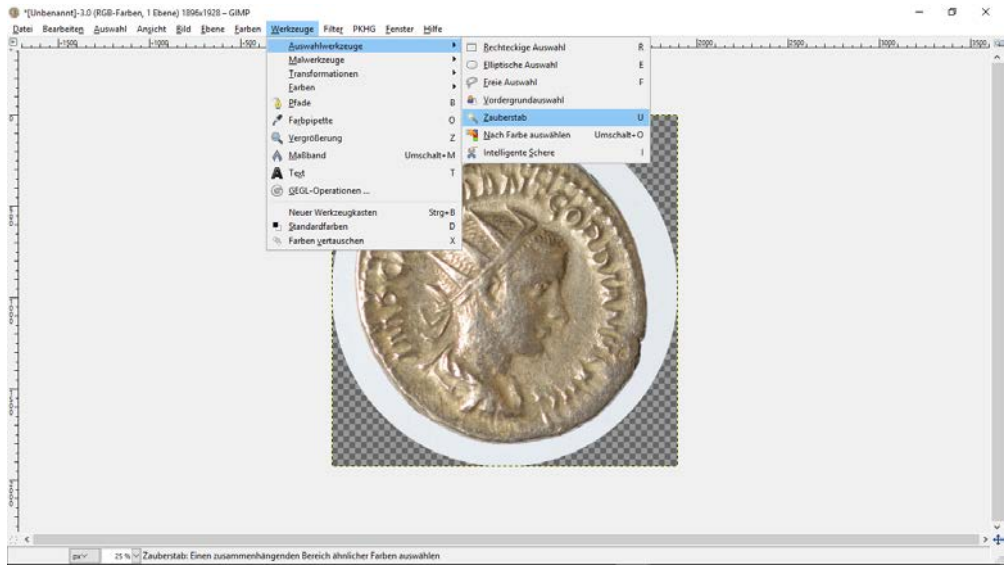 *[Unbenannt]-3.0 (RGB-Farben, 1 Ebene) 1896x1928 – GIMP
Datei Bearbeiten Auswahl Ansicht Bild Ebene Farben Werkzeuge Filter PKHG Fenster Hilfe
Auswahlwerkzeuge
Malwerkzeuge
Transformationen
Farben
Pfade B
Farbpipette O
Vergrößerung Z
Maßband Umschalt+M
Text T
GEGL-Operationen ...
Neuer Werkzeugkasten Strg+B
Standardfarben D
Farben vertauschen X
Rechteckige Auswahl R
Elliptische Auswahl E
Freie Auswahl F
Vordergrundauswahl
Zauberstab U
Nach Farbe auswählen Umschalt+O
Intelligente Schere I
px 25 % Zauberstab: Einen zusammenhängenden Bereich ähnlicher Farben auswählen